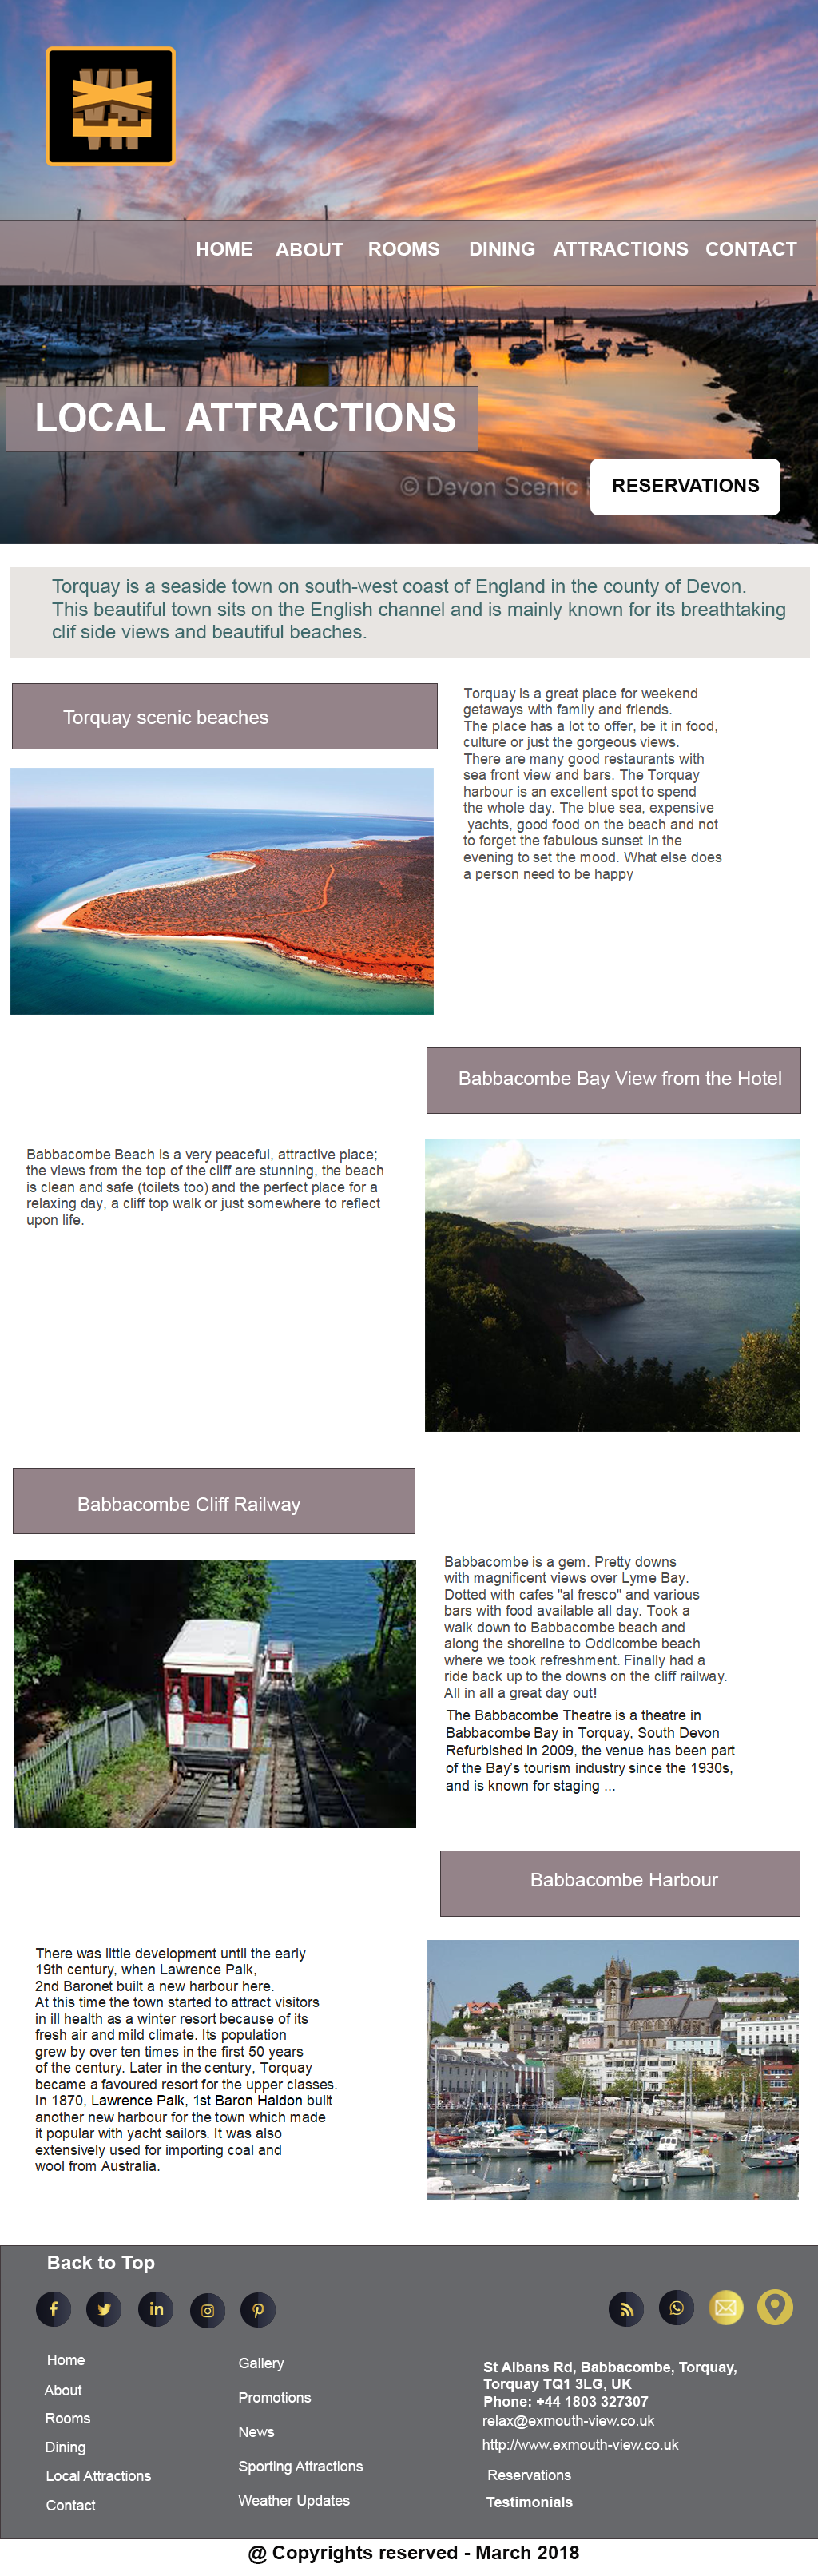 HOME ABOUT ROOMS DINING ATTRACTIONS CONTACT
LOCAL ATTRACTIONS
© Devon Scenic
RESERVATIONS
Torquay is a seaside town on south-west coast of England in the county of Devon.
This beautiful town sits on the English channel and is mainly known for its breathtaking
clif side views and beautiful beaches.
Torquay scenic beaches
Torquay is a great place for weekend
getaways with family and friends.
The place has a lot to offer, be it in food,
culture or just the gorgeous views.
There are many good restaurants with
sea front view and bars. The Torquay
harbour is an excellent spot to spend
the whole day. The blue sea, expensive
yachts, good food on the beach and not
to forget the fabulous sunset in the
evening to set the mood. What else does
a person need to be happy
Babbacombe Bay View from the Hotel
Babbacombe Beach is a very peaceful, attractive place;
the views from the top of the cliff are stunning, the beach
is clean and safe (toilets too) and the perfect place for a
relaxing day, a cliff top walk or just somewhere to reflect
upon life.
Babbacombe Cliff Railway
Babbacombe is a gem. Pretty downs
with magnificent views over Lyme Bay.
Dotted with cafes "al fresco" and various
bars with food available all day. Took a
walk down to Babbacombe beach and
along the shoreline to Oddicombe beach
where we took refreshment. Finally had a
ride back up to the downs on the cliff railway.
All in all a great day out!
The Babbacombe Theatre is a theatre in
Babbacombe Bay in Torquay, South Devon
Refurbished in 2009, the venue has been part
of the Bay's tourism industry since the 1930s,
and is known for staging ...
Babbacombe Harbour
There was little development until the early
19th century, when Lawrence Palk,
2nd Baronet built a new harbour here.
At this time the town started to attract visitors
in ill health as a winter resort because of its
fresh air and mild climate. Its population
grew by over ten times in the first 50 years
of the century. Later in the century, Torquay
became a favoured resort for the upper classes.
In 1870, Lawrence Palk, 1st Baron Haldon built
another new harbour for the town which made
it popular with yacht sailors. It was also
extensively used for importing coal and
wool from Australia.
Back to Top
Home
About
Rooms
Dining
Local Attractions
Contact
Gallery
Promotions
News
Sporting Attractions
Weather Updates
St Albans Rd, Babbacombe, Torquay,
Torquay TQ1 3LG, UK
Phone: +44 1803 327307
relax@exmouth-view.co.uk
http://www.exmouth-view.co.uk
Reservations
Testimonials
@ Copyrights reserved - March 2018